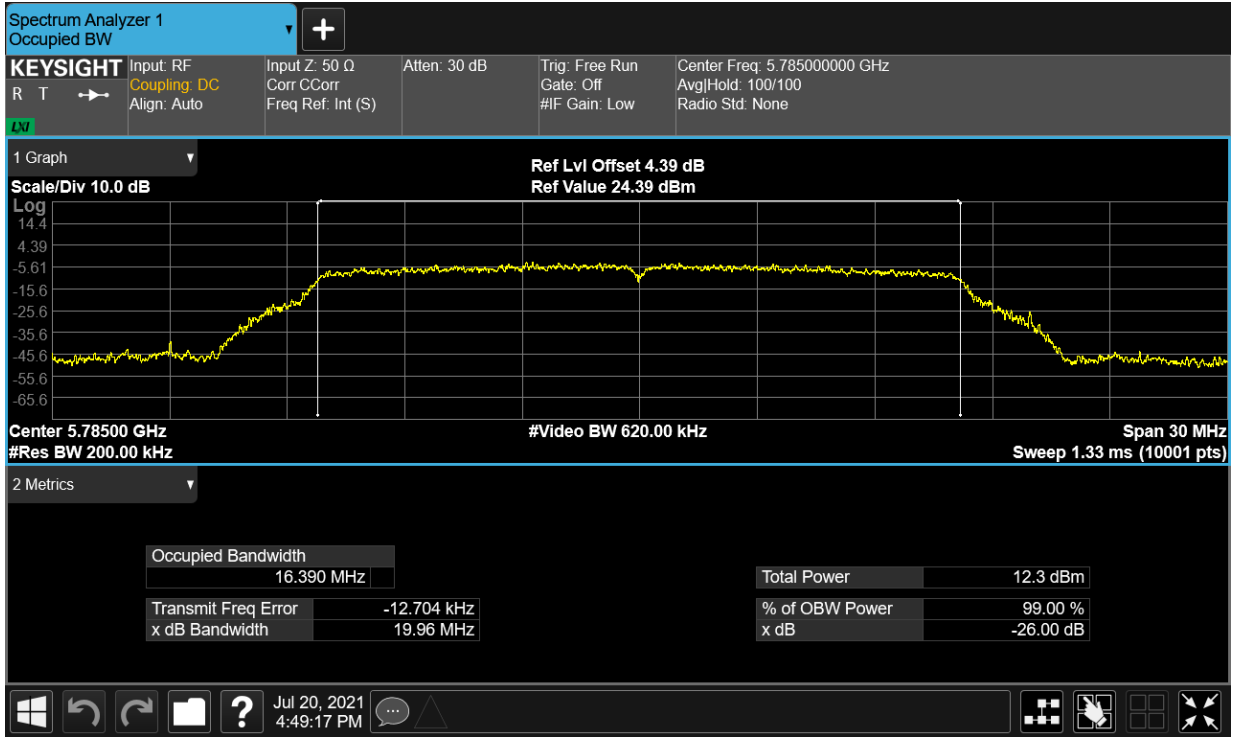 Spectrum Analyzer 1
Occupied BW
KEYSIGHT
R T
LXI
Input: RF
Coupling: DC
Align: Auto
Input Z: 50 Ω
Corr CCorr
Freq Ref: Int (S)
Atten: 30 dB
Trig: Free Run
Gate: Off
#IF Gain: Low
Center Freq: 5.785000000 GHz
Avg|Hold: 100/100
Radio Std: None
1 Graph
Scale/Div 10.0 dB
Ref Lvl Offset 4.39 dB
Ref Value 24.39 dBm
Log
14.4
4.39
-5.61
-15.6
-25.6
-35.6
-45.6
-55.6
-65.6
Center 5.78500 GHz
#Video BW 620.00 kHz
Span 30 MHz
#Res BW 200.00 kHz
Sweep 1.33 ms (10001 pts)
2 Metrics
Occupied Bandwidth
16.390 MHz
Total Power 12.3 dBm
Transmit Freq Error -12.704 kHz
% of OBW Power 99.00 %
x dB Bandwidth 19.96 MHz
x dB -26.00 dB
?
Jul 20, 2021
4:49:17 PM